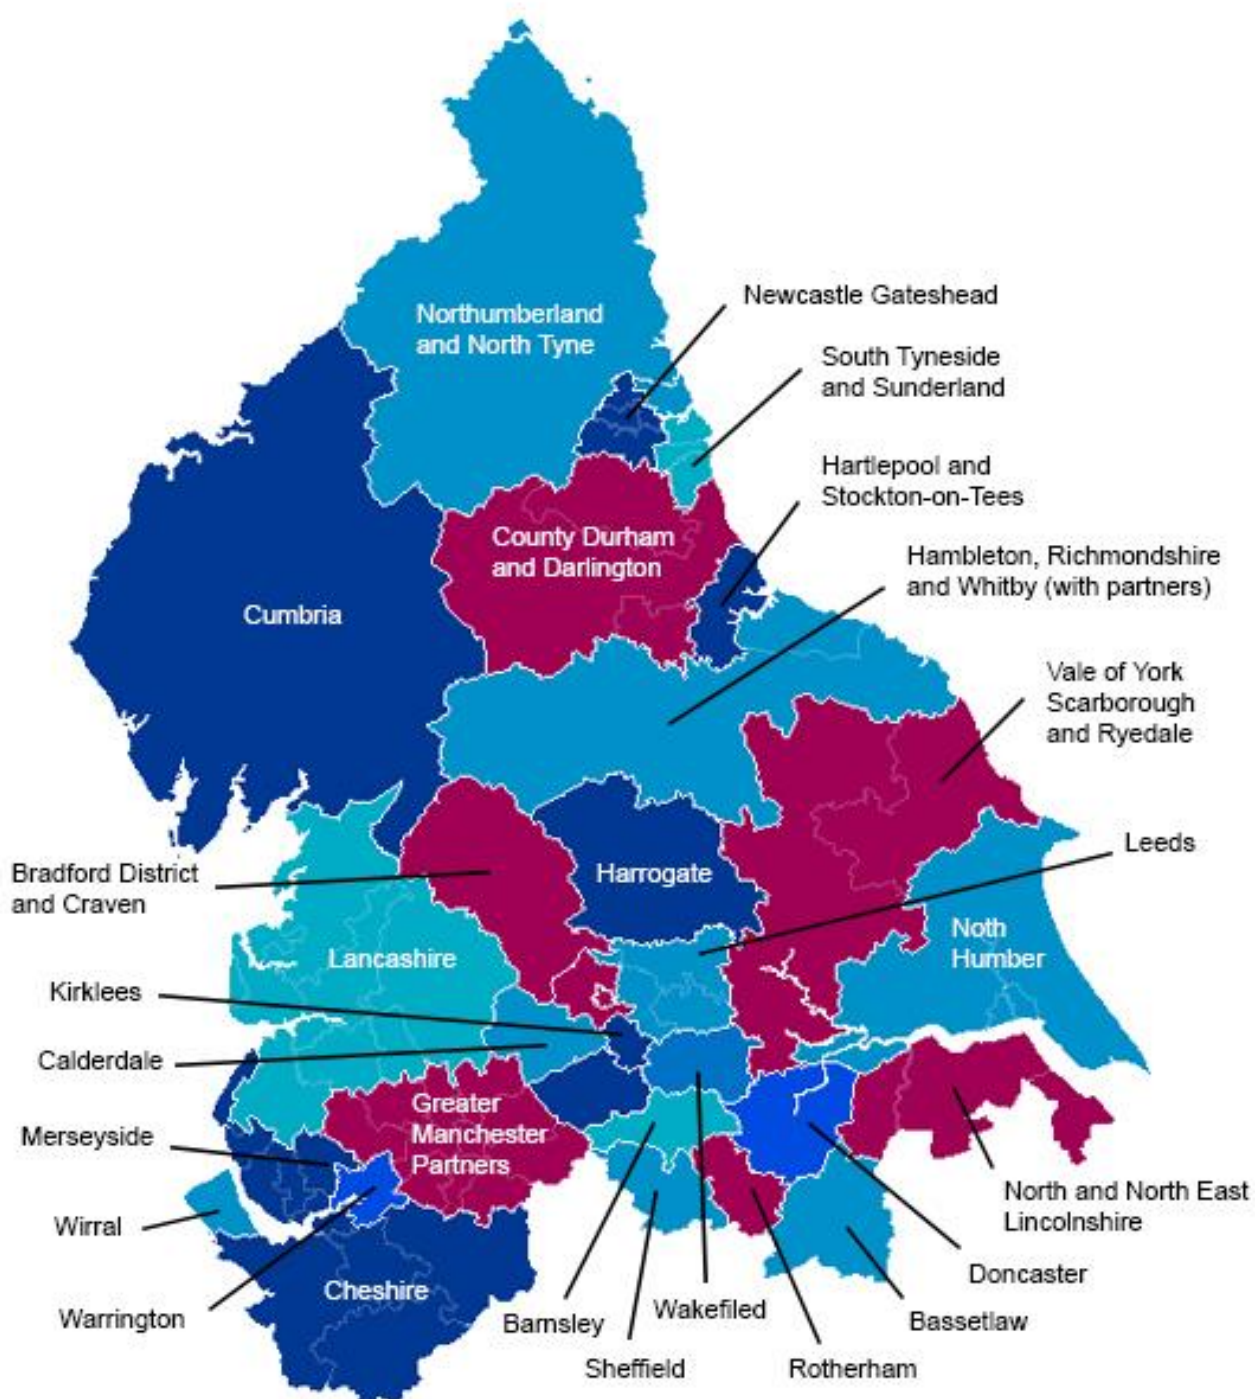 Newcastle Gateshead
Northumberland
and North Tyne
South Tyneside
and Sunderland
Hartlepool and
Stockton-on-Tees
County Durham
and Darlington
Hambleton, Richmondshire
and Whitby (with partners)
Cumbria
Vale of York
Scarborough
and Ryedale
Leeds
Bradford District
and Craven
Harrogate
Noth
Humber
Lancashire
Kirklees
Calderdale
Greater
Manchester
Partners
Merseyside
North and North East
Lincolnshire
Wirral
Doncaster
Cheshire
Warrington
Barnsley
Wakefiled
Bassetlaw
Sheffield
Rotherham